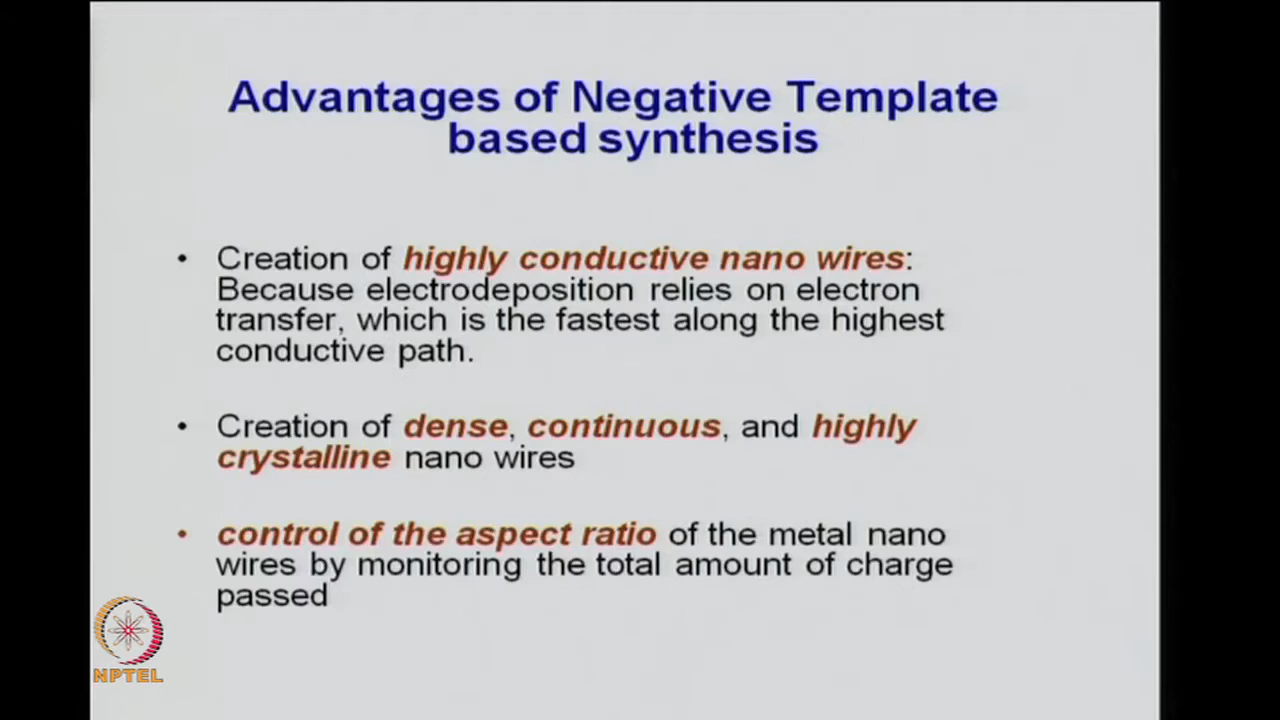 Advantages of Negative Template
based synthesis
• Creation of highly conductive nano wires:
Because electrodeposition relies on electron
transfer, which is the fastest along the highest
conductive path.
• Creation of dense, continuous, and highly
crystalline nano wires
• control of the aspect ratio of the metal nano
wires by monitoring the total amount of charge
passed
NPTEL